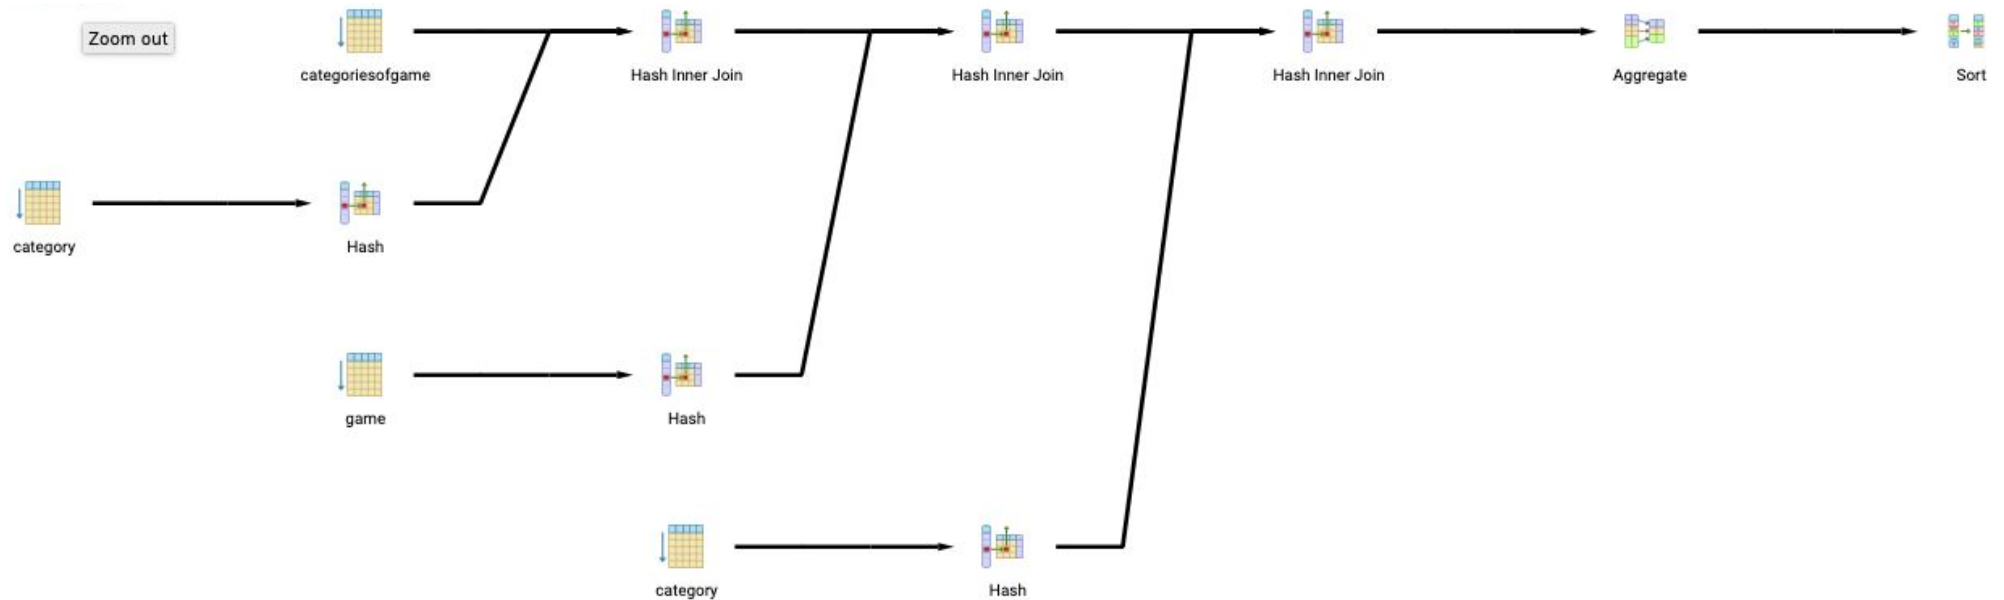 Zoom out
categoriesofgame
Hash Inner Join
Hash Inner Join
Hash Inner Join
Aggregate
Sort
category
Hash
game
Hash
category
Hash